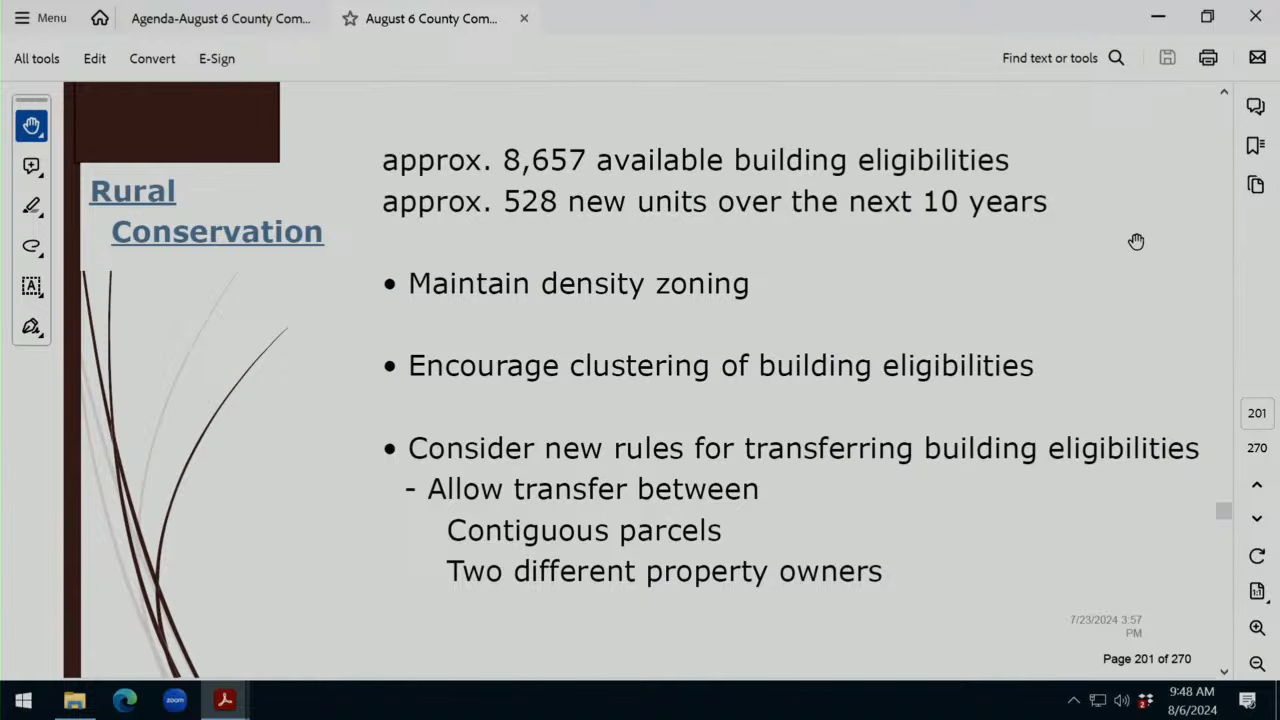 Menu
Agenda-August 6 County Com...
August 6 County Com...
All tools
Edit
Convert
E-Sign
Find text or tools
Rural
Conservation
approx. 8,657 available building eligibilities
approx. 528 new units over the next 10 years
• Maintain density zoning
• Encourage clustering of building eligibilities
• Consider new rules for transferring building eligibilities
- Allow transfer between
Contiguous parcels
Two different property owners
201
270
1:1
7/23/2024 3:57
PM
Page 201 of 270
zoom
2
9:48 AM
8/6/2024